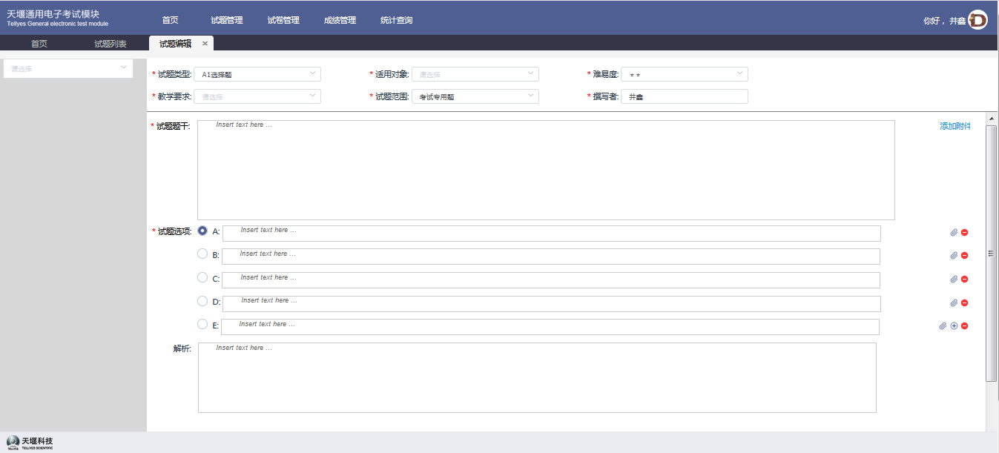 天堰通用电子考试模块
Tellyes General electronic test module
首页 试题管理 试卷管理 成绩管理 统计查询
你好，井鑫
首页 试题列表 试题编辑 ×
请选择
* 试题类型: A1选择题 * 适用对象: 请选择 * 难易度: **
* 教学要求: 请选择 * 试题范围: 考试专用题 * 撰写者: 井鑫
* 试题题干: Insert text here ... 添加附件
* 试题选项: A: Insert text here ...
B: Insert text here ...
C: Insert text here ...
D: Insert text here ...
E: Insert text here ...
解析: Insert text here ...
天堰科技
TELLYES TELLYES SCIENTIFIC